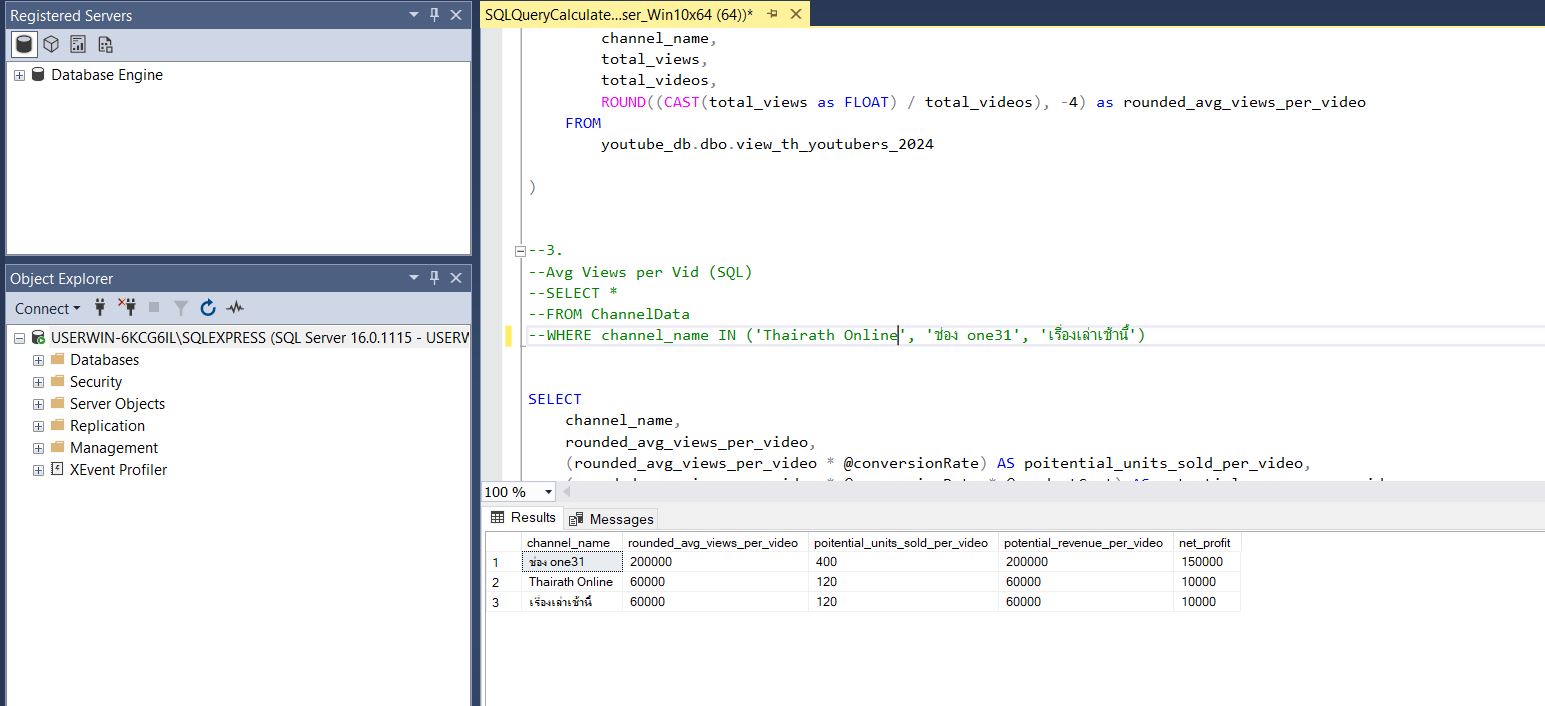 Registered Servers
Database Engine
Object Explorer
Connect
USERWIN-6KCG6IL\SQLEXPRESS (SQL Server 16.0.1115 - USERW
Databases
Security
Server Objects
Replication
Management
XEvent Profiler
SQLQueryCalculate...ser_Win10x64 (64))*
channel_name,
total_views,
total_videos,
ROUND((CAST(total_views as FLOAT) / total_videos), -4) as rounded_avg_views_per_video
FROM
youtube_db.dbo.view_th_youtubers_2024
)
--3.
--Avg Views per Vid (SQL)
--SELECT *
--FROM ChannelData
--WHERE channel_name IN ('Thairath Online', 'ช่อง one31', 'เรื่องเล่าเช้านี้')
SELECT
channel_name,
rounded_avg_views_per_video,
(rounded_avg_views_per_video * @conversionRate) AS poitential_units_sold_per_video,
100 %
Results Messages
channel_name rounded_avg_views_per_video poitential_units_sold_per_video potential_revenue_per_video net_profit
1 ช่อง one31 200000 400 200000 150000
2 Thairath Online 60000 120 60000 10000
3 เรื่องเล่าเช้านี้ 60000 120 60000 10000